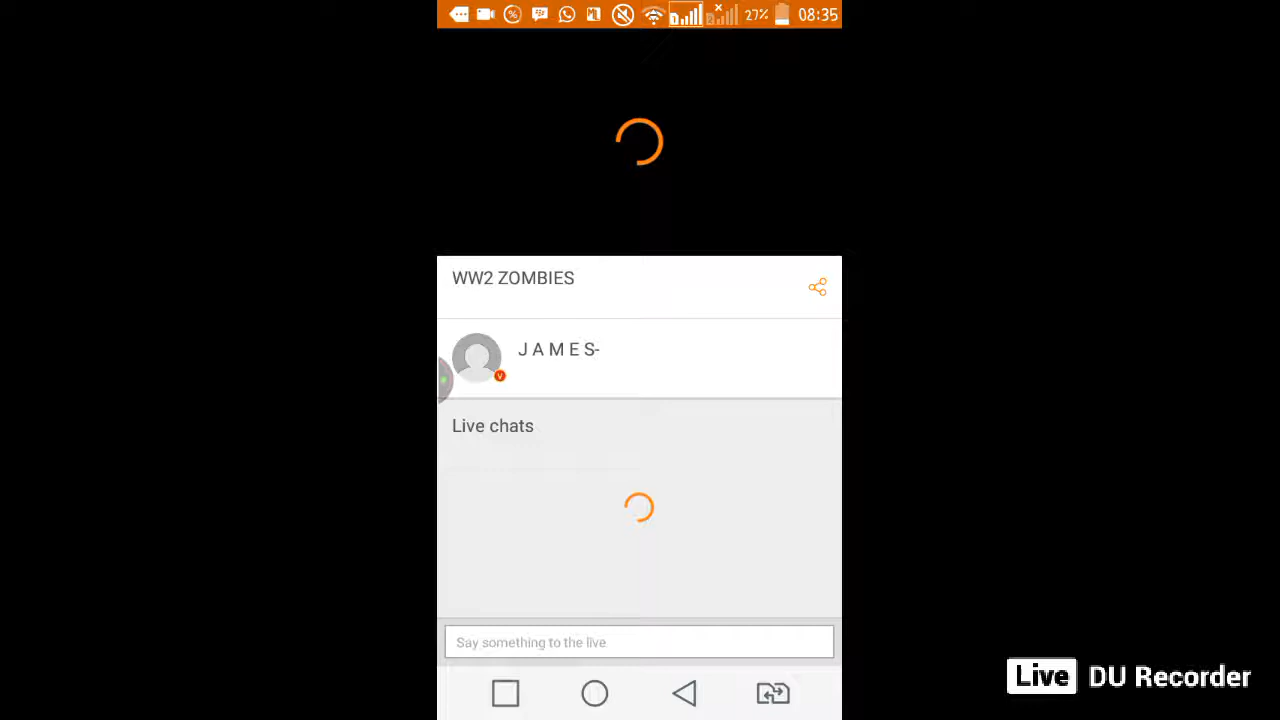 27% 08:35
WW2 ZOMBIES
J A M E S-
V
Live chats
Say something to the live
Live DU Recorder